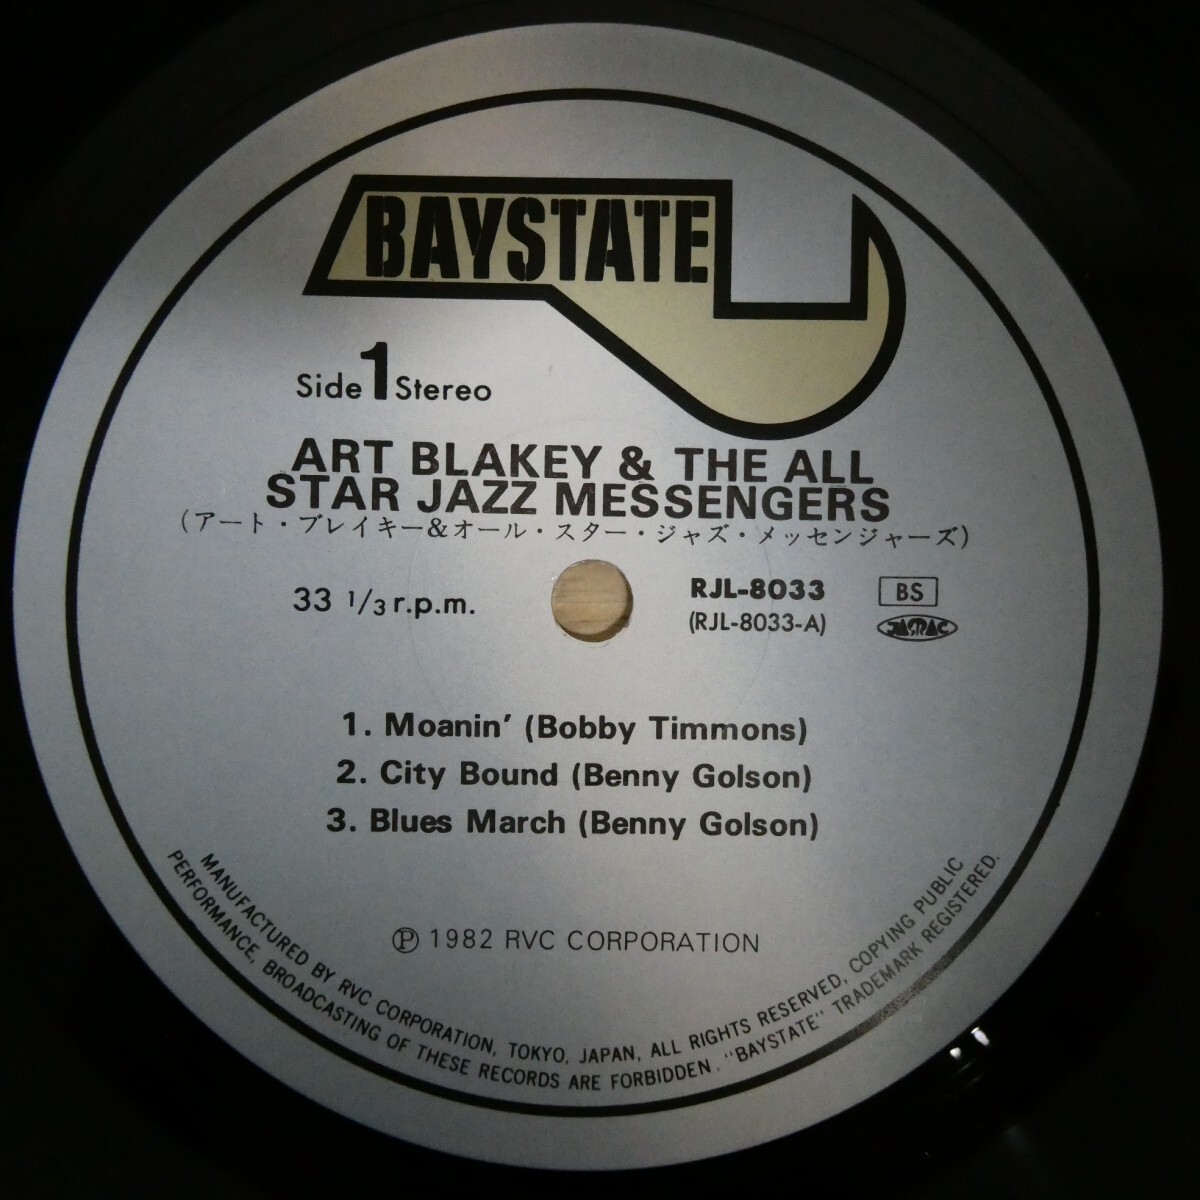 BAYSTATE
Side 1 Stereo
ART BLAKEY & THE ALL
STAR JAZZ MESSENGERS
(アート・ブレイキー&オール・スター・ジャズ・メッセンジャーズ)
33 1/3 r.p.m.
RJL-8033
(RJL-8033-A)
BS
JASRAC
1. Moanin' (Bobby Timmons)
2. City Bound (Benny Golson)
3. Blues March (Benny Golson)
Ⓟ 1982 RVC CORPORATION
MANUFACTURED BY RVC CORPORATION, TOKYO, JAPAN, ALL RIGHTS RESERVED, COPYING PUBLIC
PERFORMANCE, BROADCASTING OF THESE RECORDS ARE FORBIDDEN. "BAYSTATE" TRADEMARK REGISTERED.